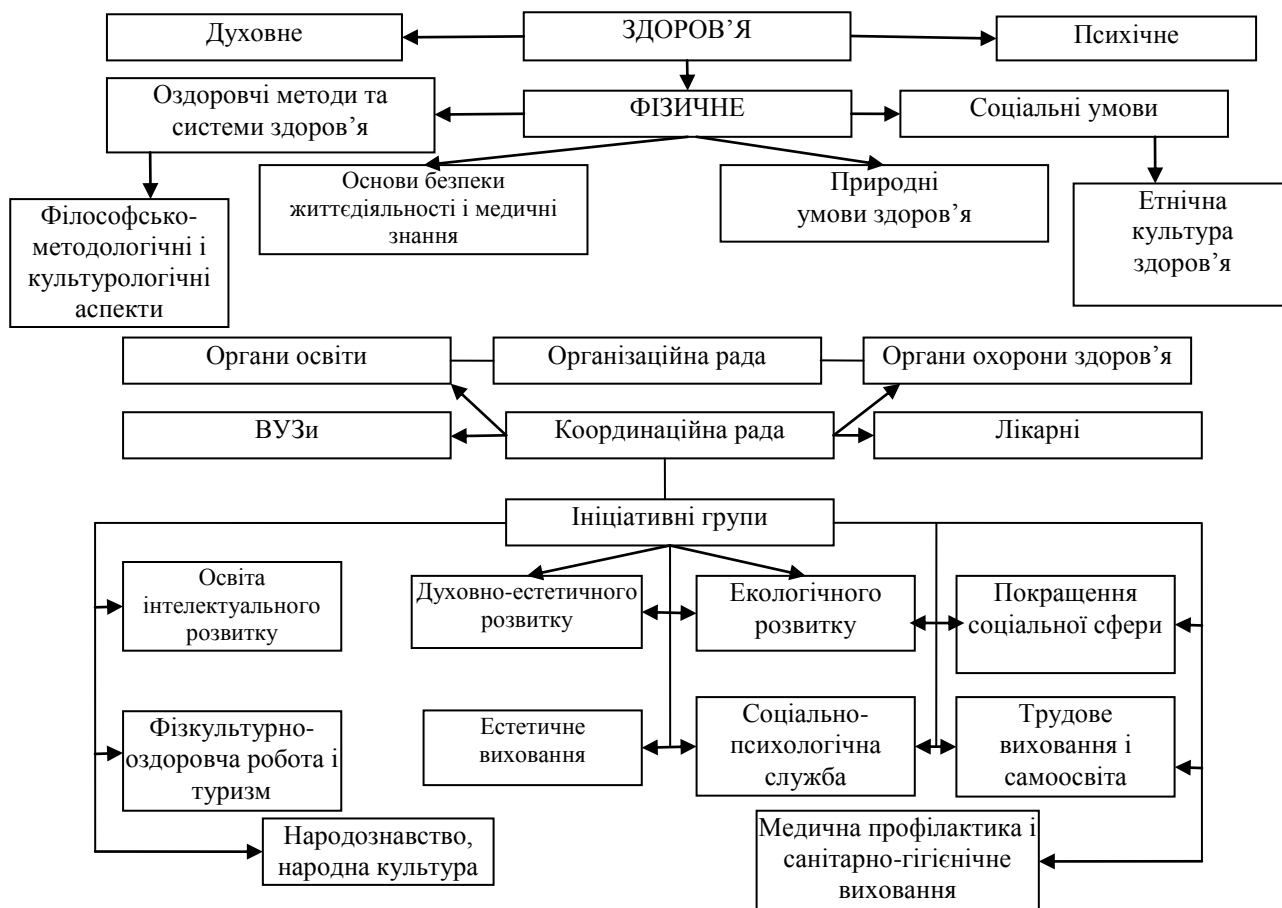 Духовне
ЗДОРОВ’Я
Психічне
Оздоровчі методи та
системи здоров’я
ФІЗИЧНЕ
Соціальні умови
Основи безпеки
життєдіяльності і медичні
знання
Природні
умови здоров’я
Етнічна
культура
здоров’я
Філософсько-
методологічні і
культурологічні
аспекти
Органи освіти
Організаційна рада
Органи охорони здоров’я
ВУЗи
Координаційна рада
Лікарні
Ініціативні групи
Освіта
інтелектуального
розвитку
Духовно-естетичного
розвитку
Екологічного
розвитку
Покращення
соціальної сфери
Фізкультурно-
оздоровча робота і
туризм
Естетичне
виховання
Соціально-
психологічна
служба
Трудове
виховання і
самоосвіта
Народознавство,
народна культура
Медична профілактика і
санітарно-гігієнічне
виховання